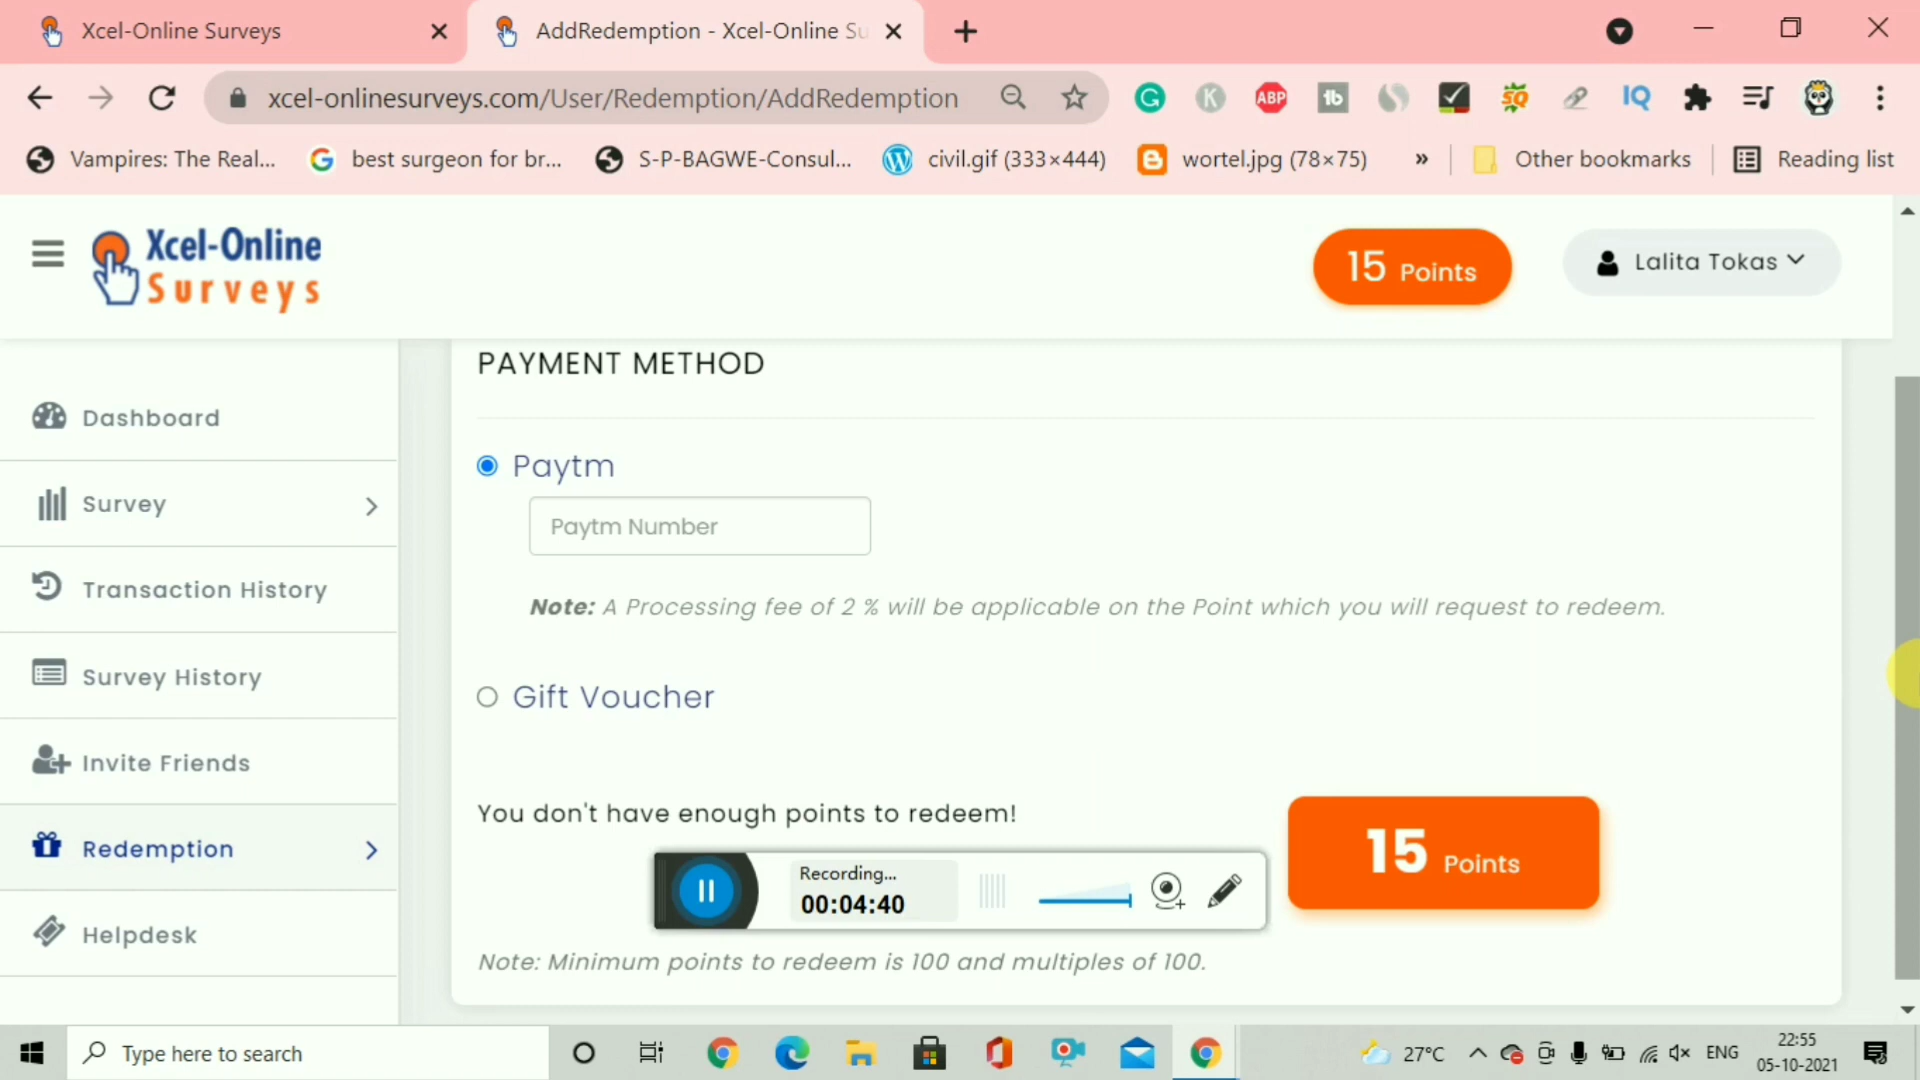 Xcel-Online Surveys
AddRedemption - Xcel-Online Su
xcel-onlinesurveys.com/User/Redemption/AddRedemption
G
K
ABP
tb
SQ
IQ
Vampires: The Real...
G
best surgeon for br...
S-P-BAGWE-Consul...
civil.gif (333×444)
wortel.jpg (78×75)
»
Other bookmarks
Reading list
Xcel-Online
Surveys
15 Points
Lalita Tokas
PAYMENT METHOD
Dashboard
Paytm
Survey
Paytm Number
Transaction History
Note: A Processing fee of 2 % will be applicable on the Point which you will request to redeem.
Survey History
Gift Voucher
Invite Friends
You don't have enough points to redeem!
Redemption
15 Points
Recording...
00:04:40
Helpdesk
Note: Minimum points to redeem is 100 and multiples of 100.
Type here to search
27°C
ENG
22:55
05-10-2021